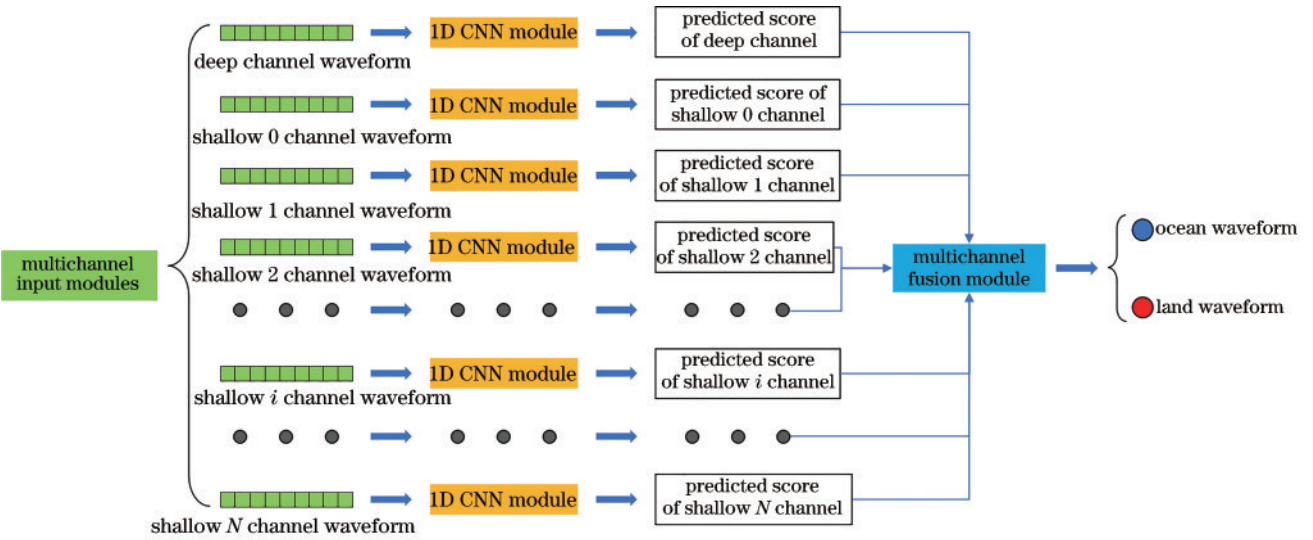 multichannel
input modules
deep channel waveform
1D CNN module
predicted score
of deep channel
shallow 0 channel waveform
1D CNN module
predicted score of
shallow 0 channel
shallow 1 channel waveform
1D CNN module
predicted score
of shallow 1 channel
shallow 2 channel waveform
1D CNN module
predicted score
of shallow 2 channel
shallow i channel waveform
1D CNN module
predicted score
of shallow i channel
shallow N channel waveform
1D CNN module
predicted score
of shallow N channel
multichannel
fusion module
ocean waveform
land waveform